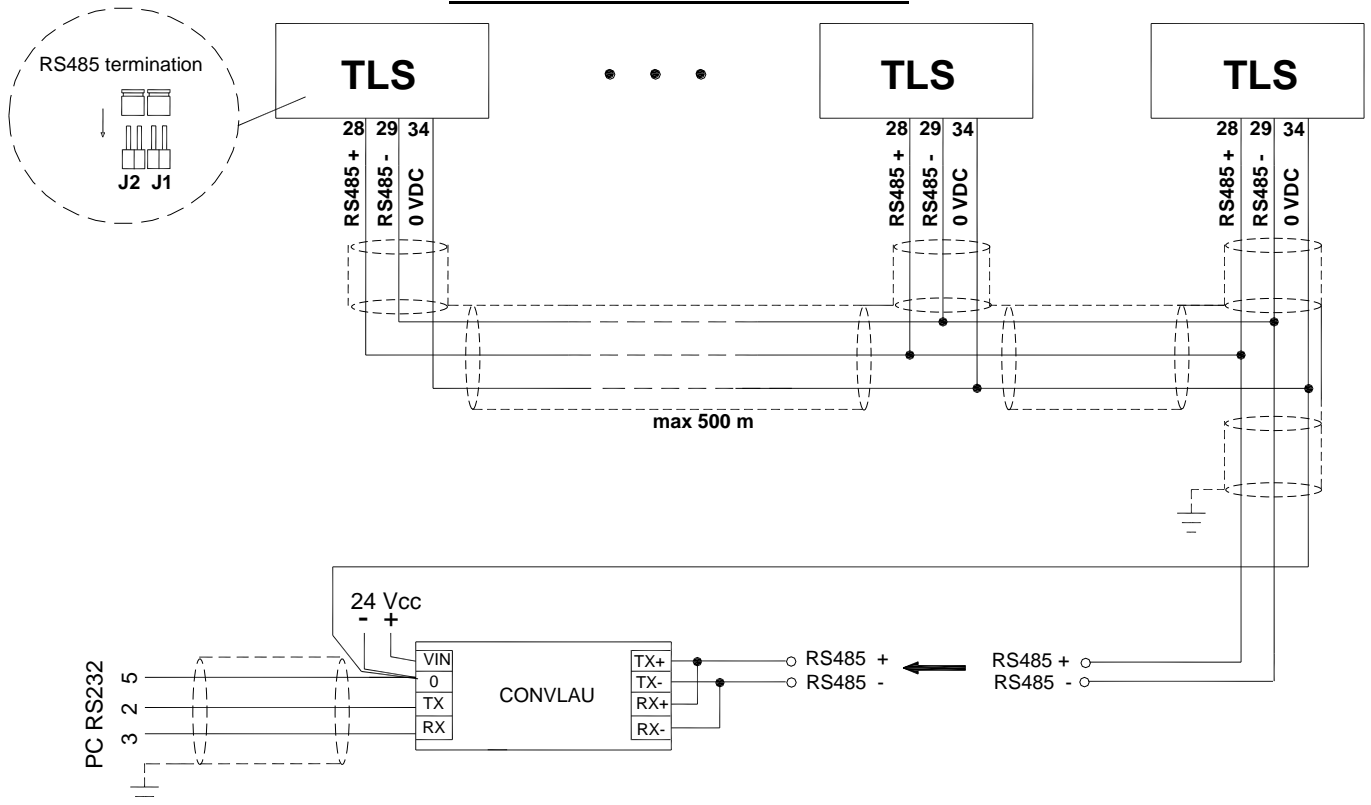 RS485 termination
J2 J1
TLS
TLS
TLS
28 29 34
RS485 +
RS485 -
0 VDC
28 29 34
RS485 +
RS485 -
0 VDC
28 29 34
RS485 +
RS485 -
0 VDC
max 500 m
24 Vcc
- +
PC RS232
5
2
3
VIN
0
TX
RX
CONVLAU
TX+
TX-
RX+
RX-
RS485 +
RS485 -
RS485 +
RS485 -